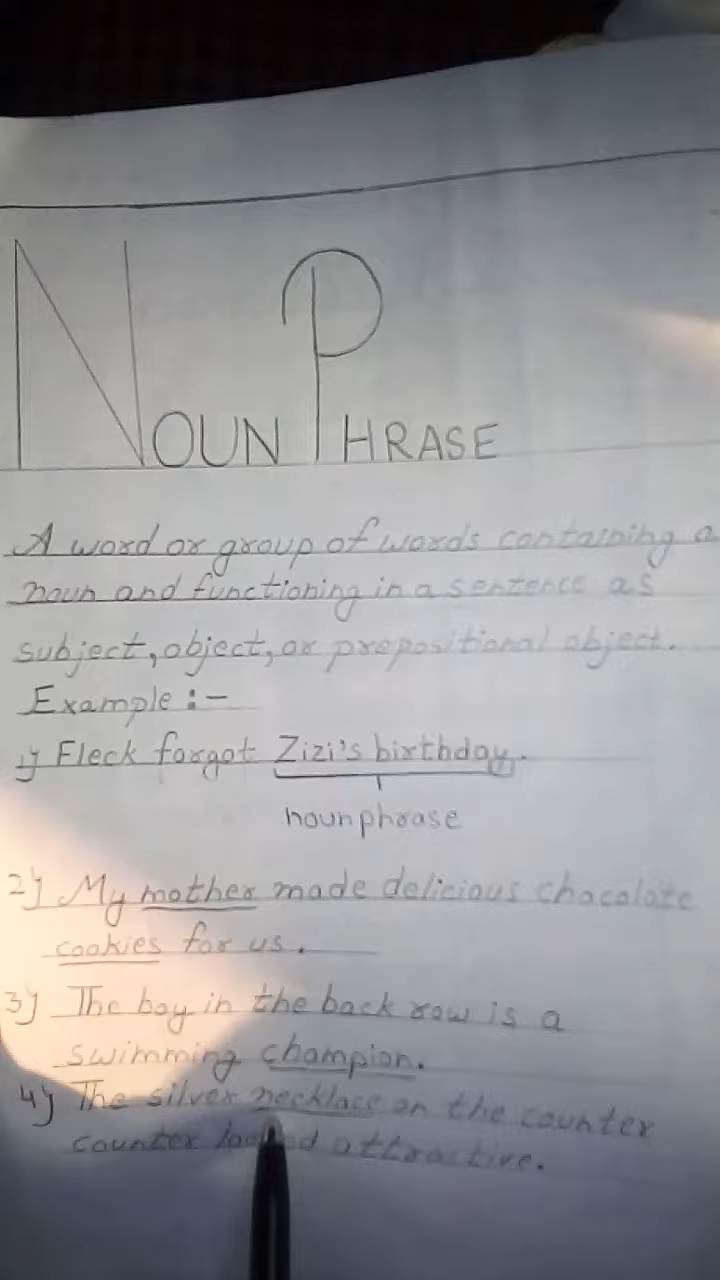 NOUN PHRASE
A word or group of words containing a
noun and functioning in a sentence as
subject, object, or prepositional object.
Example :-
1) Fleck forgot Zizi's birthday.
noun phrase
2) My mother made delicious chocolate
cookies for us.
3) The boy in the back row is a
swimming champion.
4) The silver necklace on the counter
counter attractive.